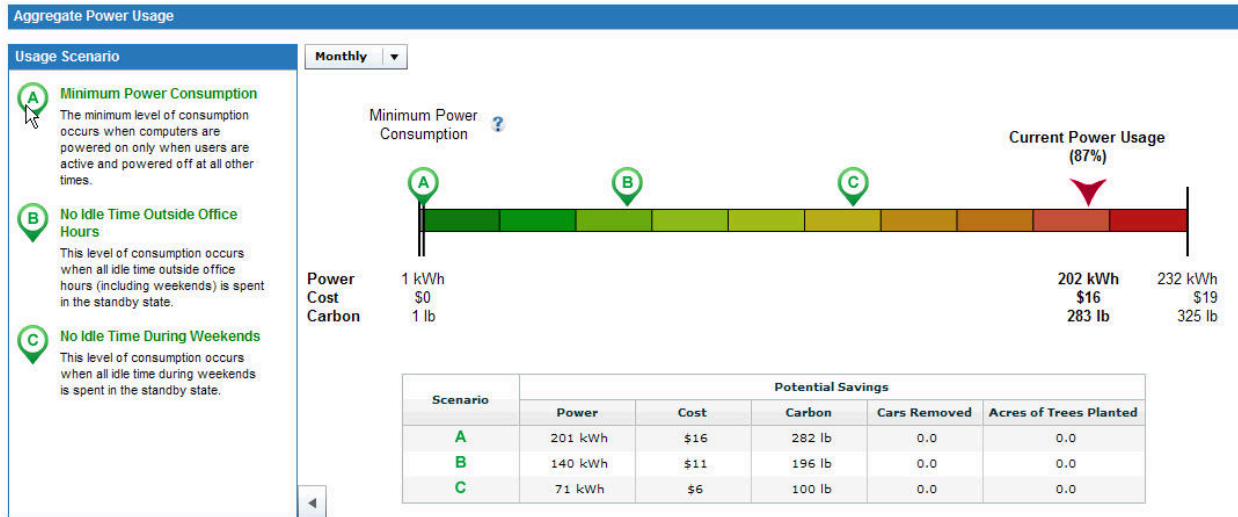 Aggregate Power Usage
Usage Scenario
A
Minimum Power Consumption
The minimum level of consumption
occurs when computers are
powered on only when users are
active and powered off at all other
times.
B
No Idle Time Outside Office
Hours
This level of consumption occurs
when all idle time outside office
hours (including weekends) is spent
in the standby state.
C
No Idle Time During Weekends
This level of consumption occurs
when all idle time during weekends
is spent in the standby state.
Monthly
Minimum Power
Consumption
?
Current Power Usage
(87%)
A B C
Power 1 kWh 202 kWh 232 kWh
Cost $0 $16 $19
Carbon 1 lb 283 lb 325 lb
Scenario Potential Savings
Power Cost Carbon Cars Removed Acres of Trees Planted
A 201 kWh $16 282 lb 0.0 0.0
B 140 kWh $11 196 lb 0.0 0.0
C 71 kWh $6 100 lb 0.0 0.0